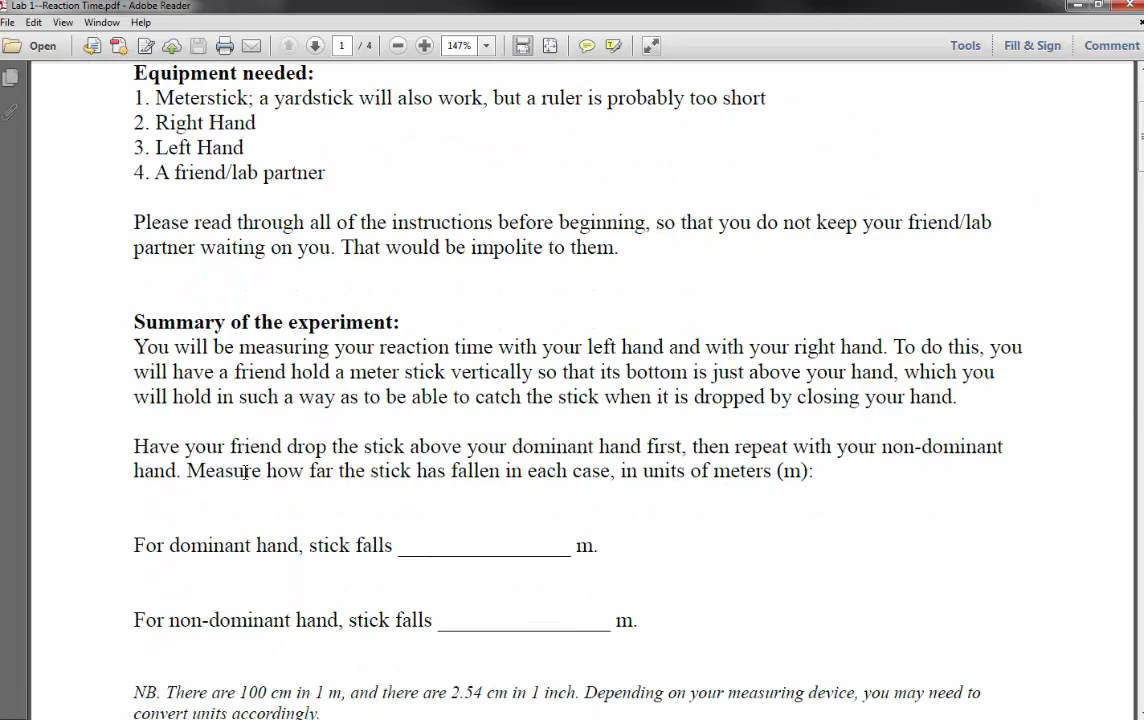 Lab 1--Reaction Time.pdf - Adobe Reader
File Edit View Window Help
Open 1 / 4 147% Tools Fill & Sign Comment
Equipment needed:
1. Meterstick; a yardstick will also work, but a ruler is probably too short
2. Right Hand
3. Left Hand
4. A friend/lab partner
Please read through all of the instructions before beginning, so that you do not keep your friend/lab
partner waiting on you. That would be impolite to them.
Summary of the experiment:
You will be measuring your reaction time with your left hand and with your right hand. To do this, you
will have a friend hold a meter stick vertically so that its bottom is just above your hand, which you
will hold in such a way as to be able to catch the stick when it is dropped by closing your hand.
Have your friend drop the stick above your dominant hand first, then repeat with your non-dominant
hand. Measure how far the stick has fallen in each case, in units of meters (m):
For dominant hand, stick falls ________________ m.
For non-dominant hand, stick falls ________________ m.
NB. There are 100 cm in 1 m, and there are 2.54 cm in 1 inch. Depending on your measuring device, you may need to
convert units accordingly.